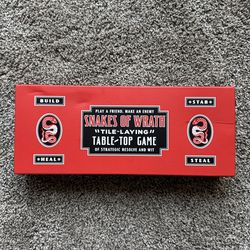 PLAY A FRIEND, MAKE AN ENEMY
SNAKES OF WRATH
"TILE-LAYING"
TABLE-TOP GAME
OF STRATEGIC RESOLVE AND WIT
BUILD
HEAL
STAB
STEAL